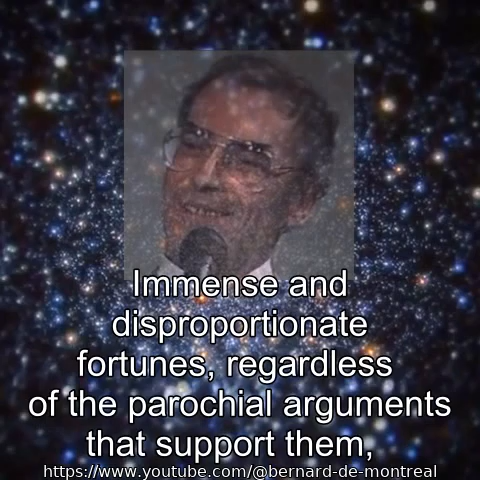 Immense and
disproportionate
fortunes, regardless
of the parochial arguments
that support them,
https://www.youtube.com/@bernard-de-montreal